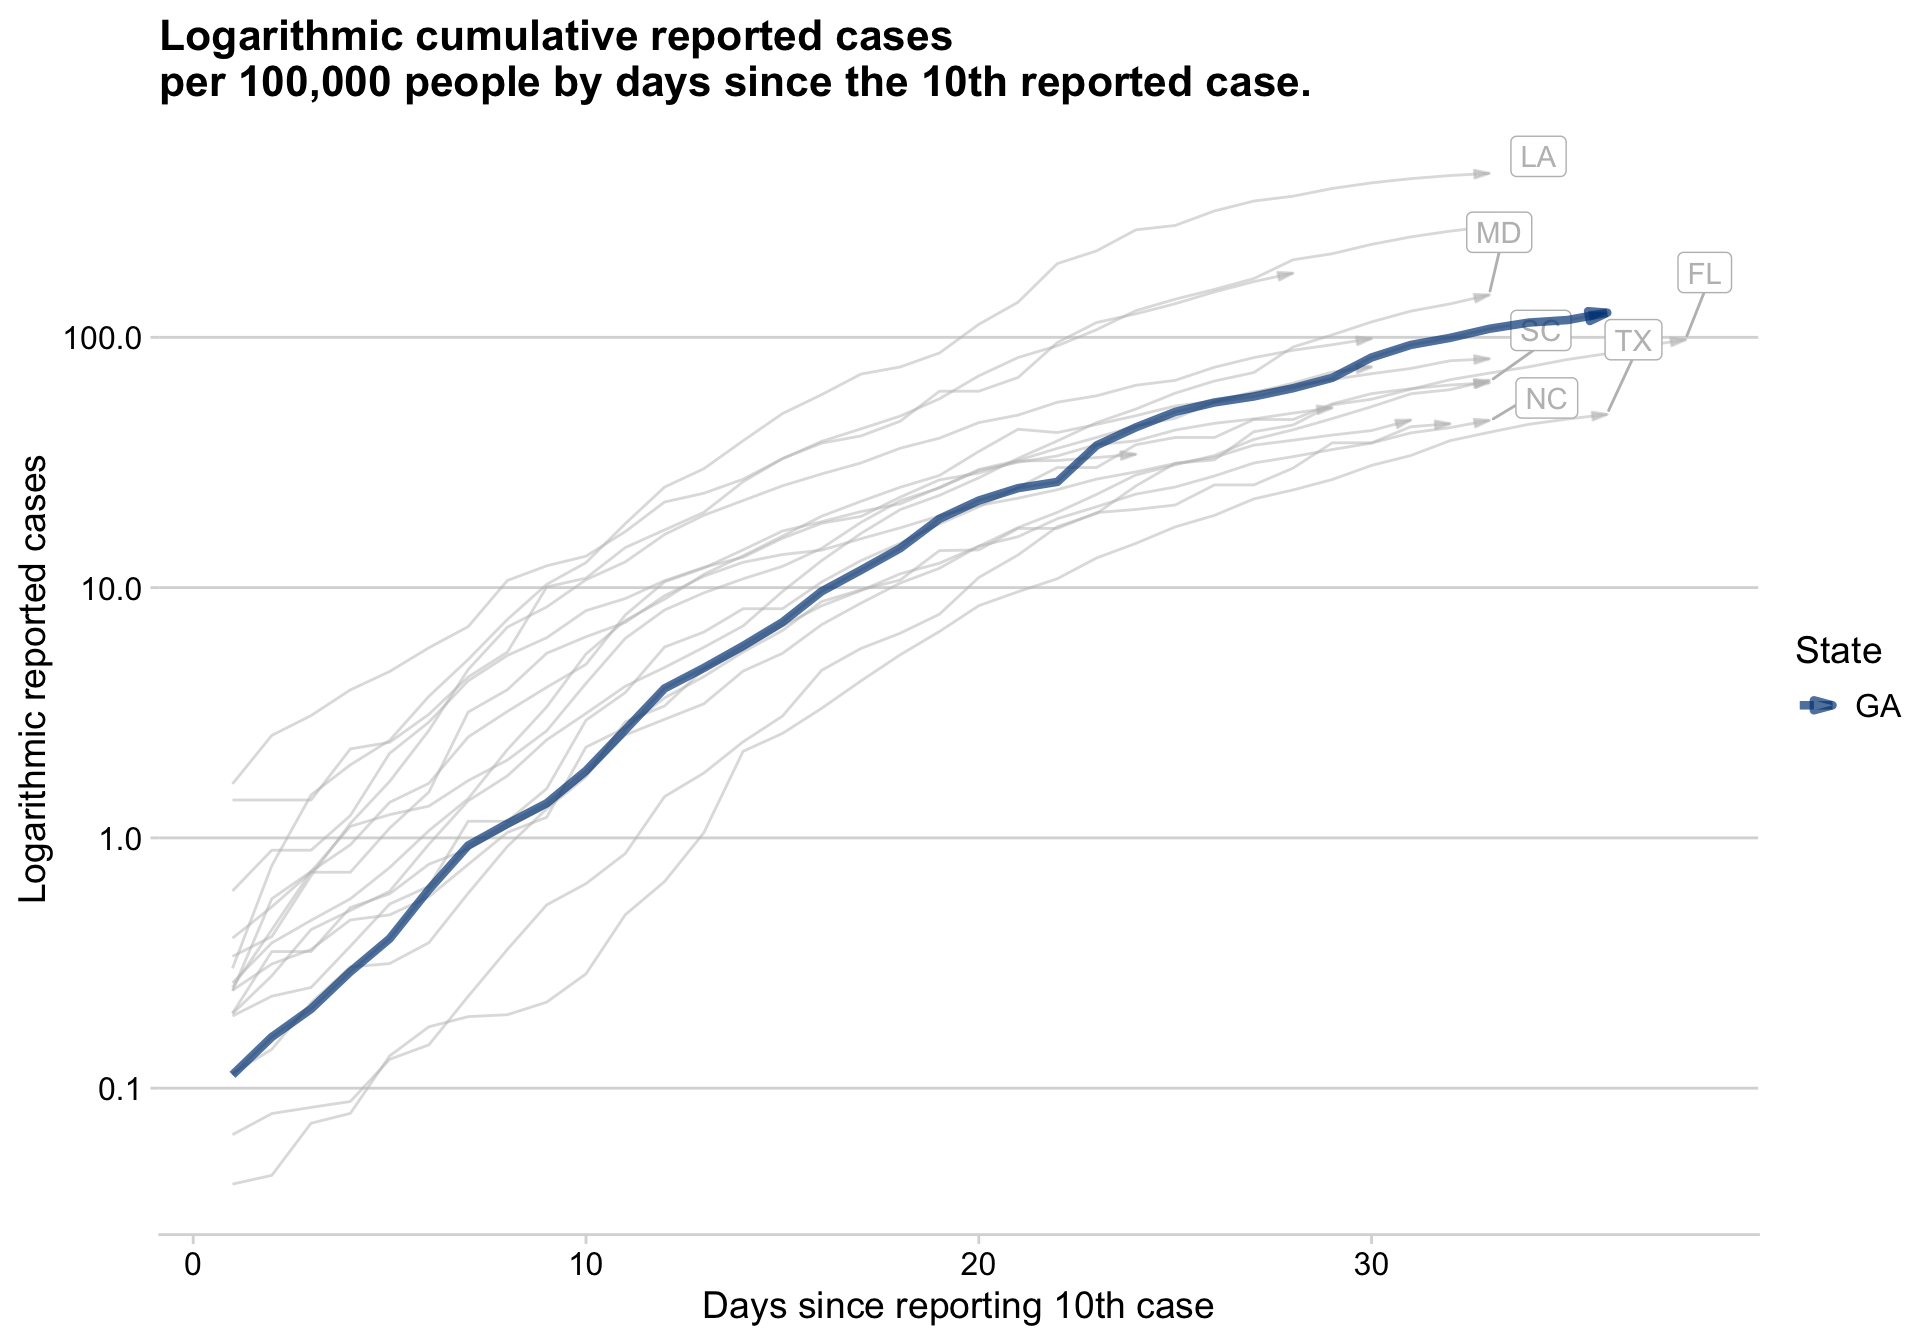 Logarithmic cumulative reported cases
per 100,000 people by days since the 10th reported case.
LA
MD
FL
SC
TX
NC
100.0
10.0
1.0
0.1
Logarithmic reported cases
State
GA
0
10
20
30
Days since reporting 10th case